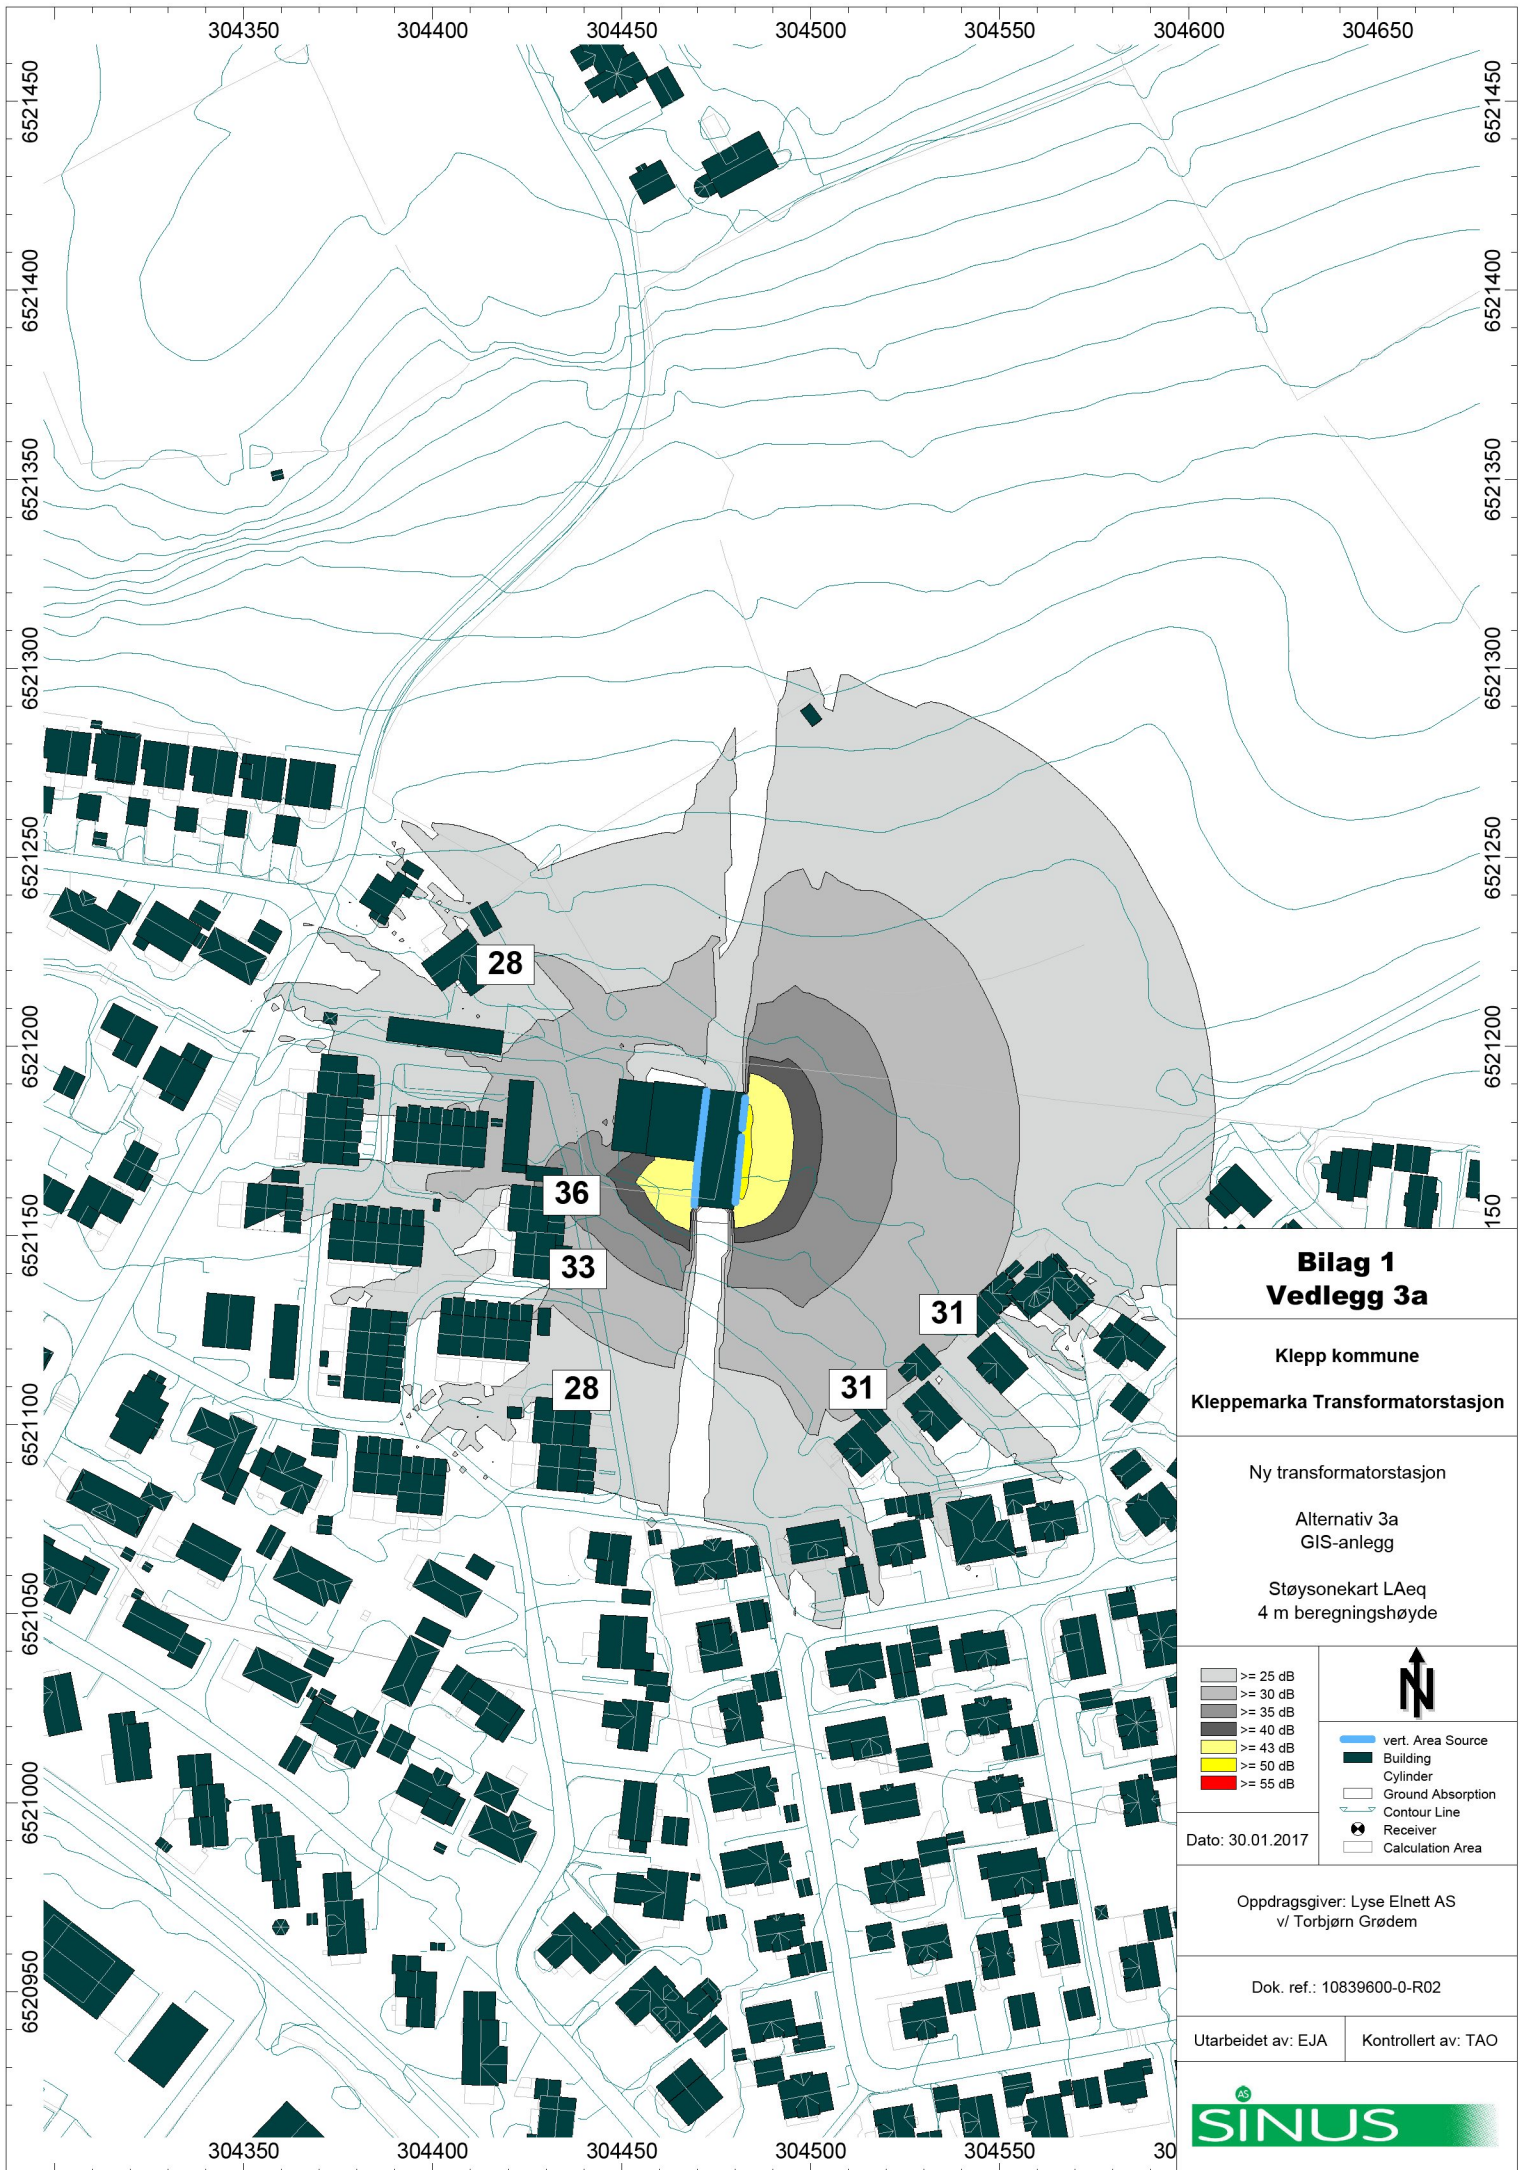 304350 304400 304450 304500 304550 304600 304650
6521450 6521450
6521400 6521400
6521350 6521350
6521300 6521300
6521250 6521250
28
6521200 6521200
36
6521150 150
33
31
28 31
6521100
6521050
6521000
6520950
304350 304400 304450 304500 304550 30
Bilag 1
Vedlegg 3a
Klepp kommune
Kleppemarka Transformatorstasjon
Ny transformatorstasjon
Alternativ 3a
GIS-anlegg
Støysonekart LAeq
4 m beregningshøyde
>= 25 dB
>= 30 dB
>= 35 dB
>= 40 dB
>= 43 dB
>= 50 dB
>= 55 dB
N
vert. Area Source
Building
Cylinder
Ground Absorption
Contour Line
Receiver
Calculation Area
Dato: 30.01.2017
Oppdragsgiver: Lyse Elnett AS
v/ Torbjørn Grødem
Dok. ref.: 10839600-0-R02
Utarbeidet av: EJA Kontrollert av: TAO
AS
SINUS